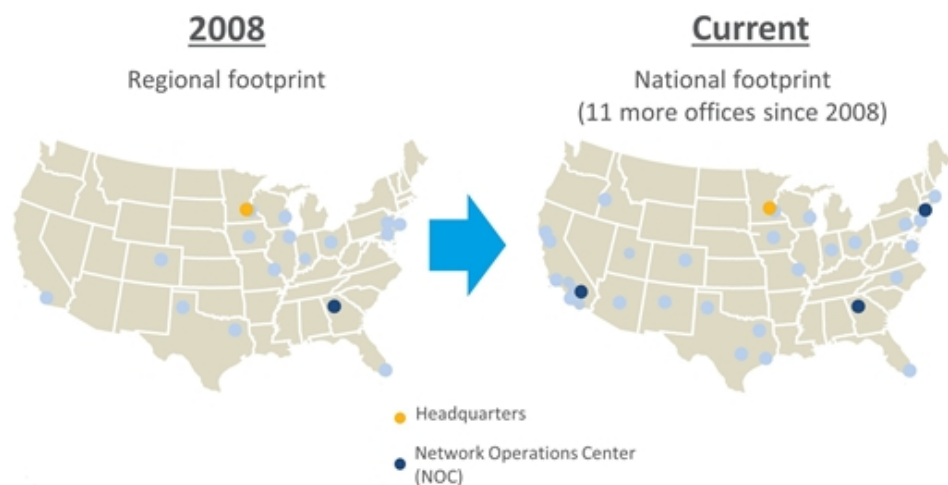 2008
Current
Regional footprint
National footprint
(11 more offices since 2008)
Headquarters
Network Operations Center
(NOC)